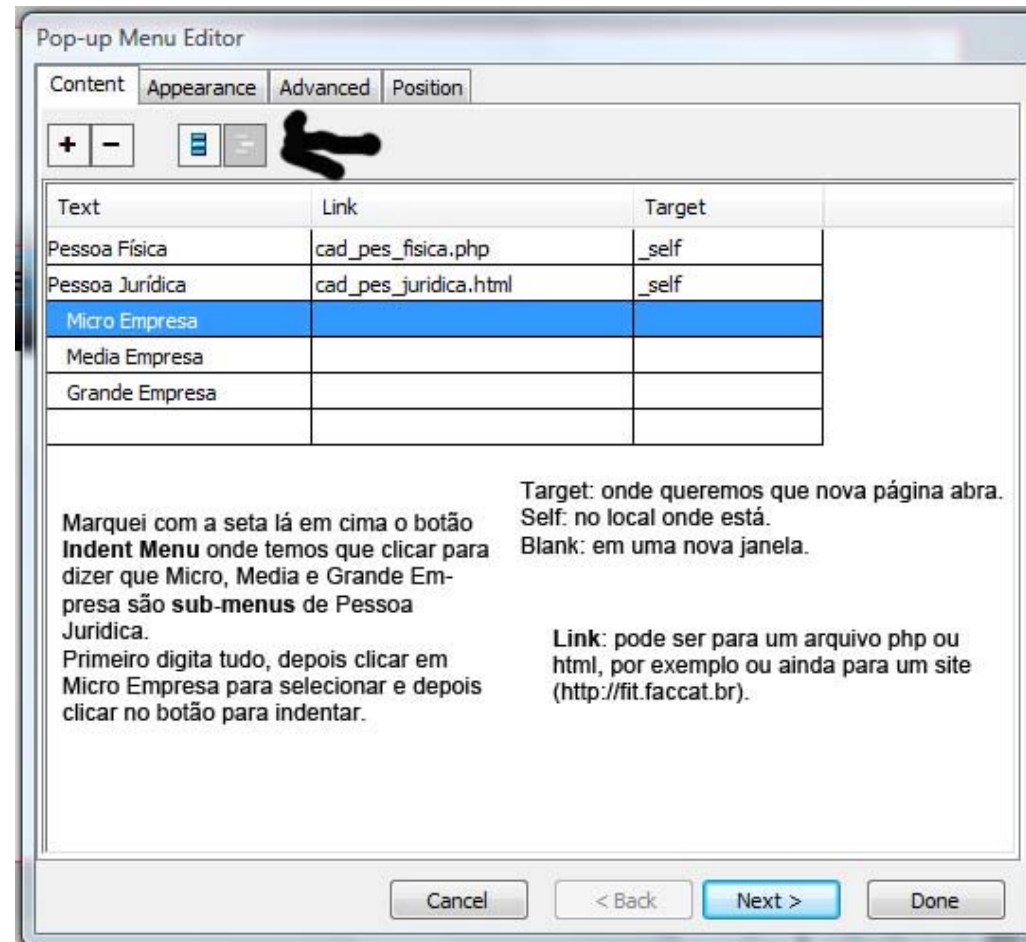 Pop-up Menu Editor
Content Appearance Advanced Position
+ -
Text Link Target
Pessoa Física cad_pes_fisica.php _self
Pessoa Jurídica cad_pes_juridica.html _self
Micro Empresa
Media Empresa
Grande Empresa
Marquei com a seta lá em cima o botão
Indent Menu onde temos que clicar para
dizer que Micro, Media e Grande Em-
presa são sub-menus de Pessoa
Juridica.
Primeiro digita tudo, depois clicar em
Micro Empresa para selecionar e depois
clicar no botão para indentar.
Target: onde queremos que nova página abra.
Self: no local onde está.
Blank: em uma nova janela.
Link: pode ser para um arquivo php ou
html, por exemplo ou ainda para um site
(http://fit.faccat.br).
Cancel < Back Next > Done